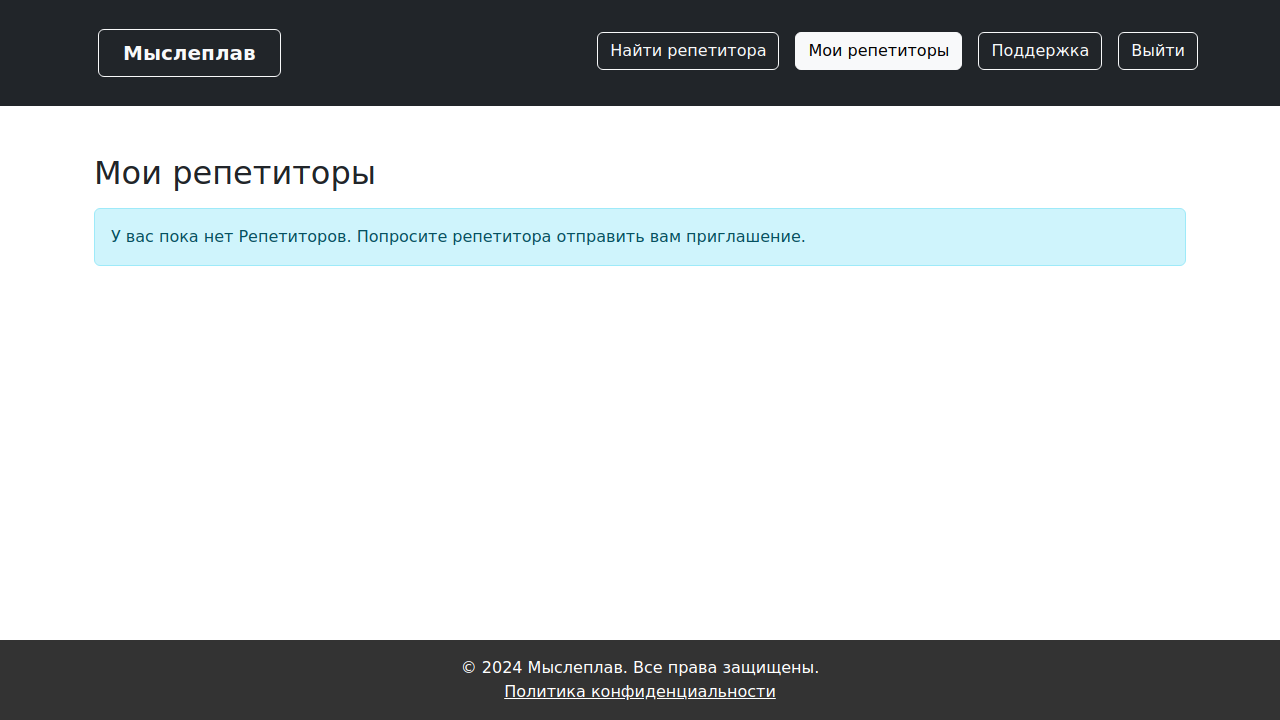 Мыслеплав
Найти репетитора
Мои репетиторы
Поддержка
Выйти
Мои репетиторы
У вас пока нет Репетиторов. Попросите репетитора отправить вам приглашение.
© 2024 Мыслеплав. Все права защищены.
Политика конфиденциальности